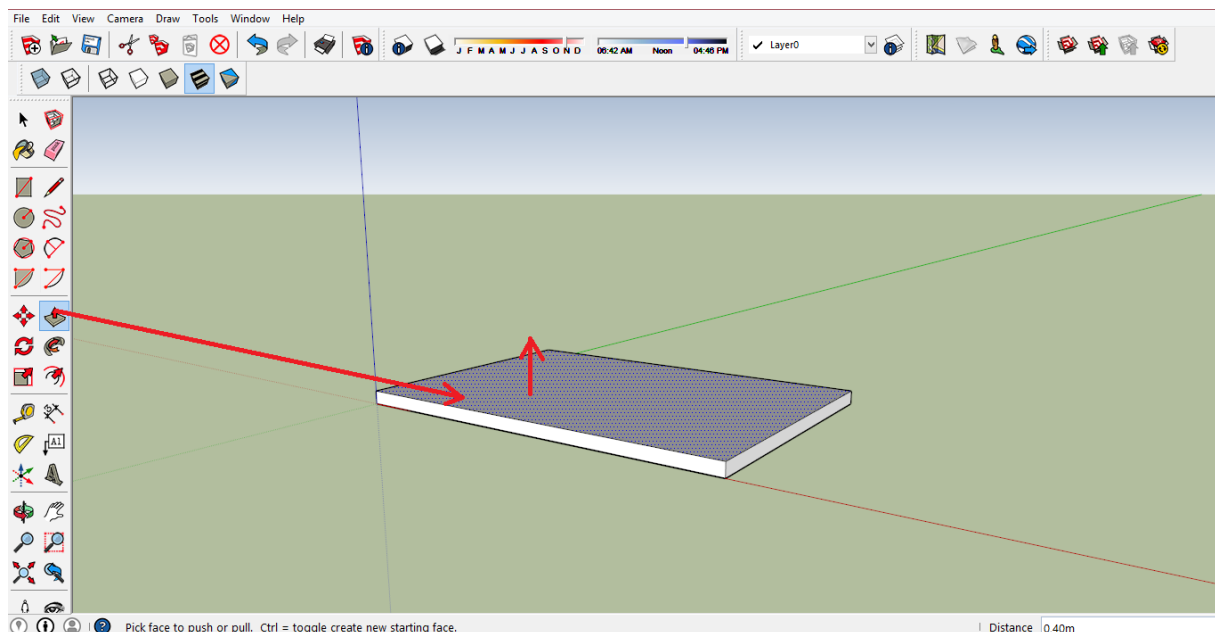 File Edit View Camera Draw Tools Window Help
J F M A M J J A S O N D 06:42 AM Noon 04:46 PM Layer0
A1
Pick face to push or pull. Ctrl = toggle create new starting face. Distance 0.40m